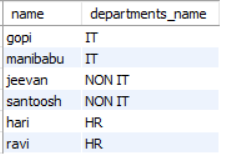 name departments_name
gopi IT
manibabu IT
jeevan NON IT
santoosh NON IT
hari HR
ravi HR